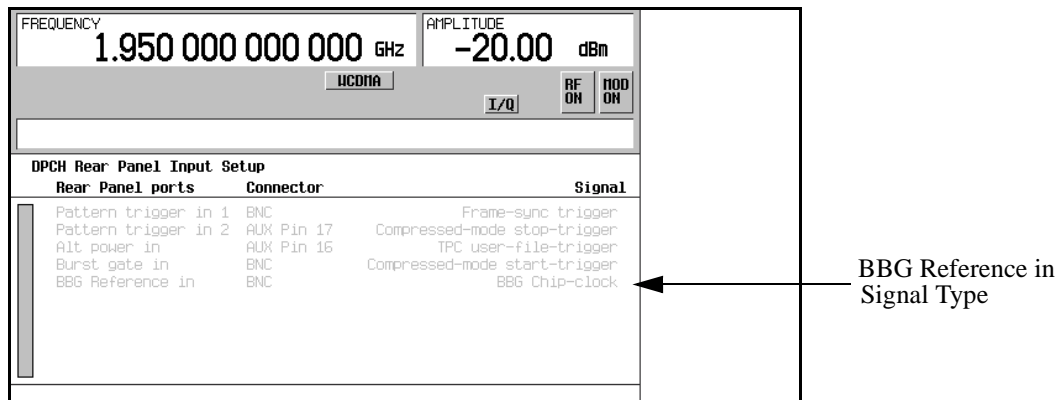 FREQUENCY
1.950 000 000 000 GHz
AMPLITUDE
-20.00 dBm
WCDMA
I/Q
RF ON
MOD ON
DPCH Rear Panel Input Setup
Rear Panel ports Connector Signal
Pattern trigger in 1 BNC Frame-sync trigger
Pattern trigger in 2 AUX Pin 17 Compressed-mode stop-trigger
Alt power in AUX Pin 16 TPC user-file-trigger
Burst gate in BNC Compressed-mode start-trigger
BBG Reference in BNC BBG Chip-clock
BBG Reference in
Signal Type